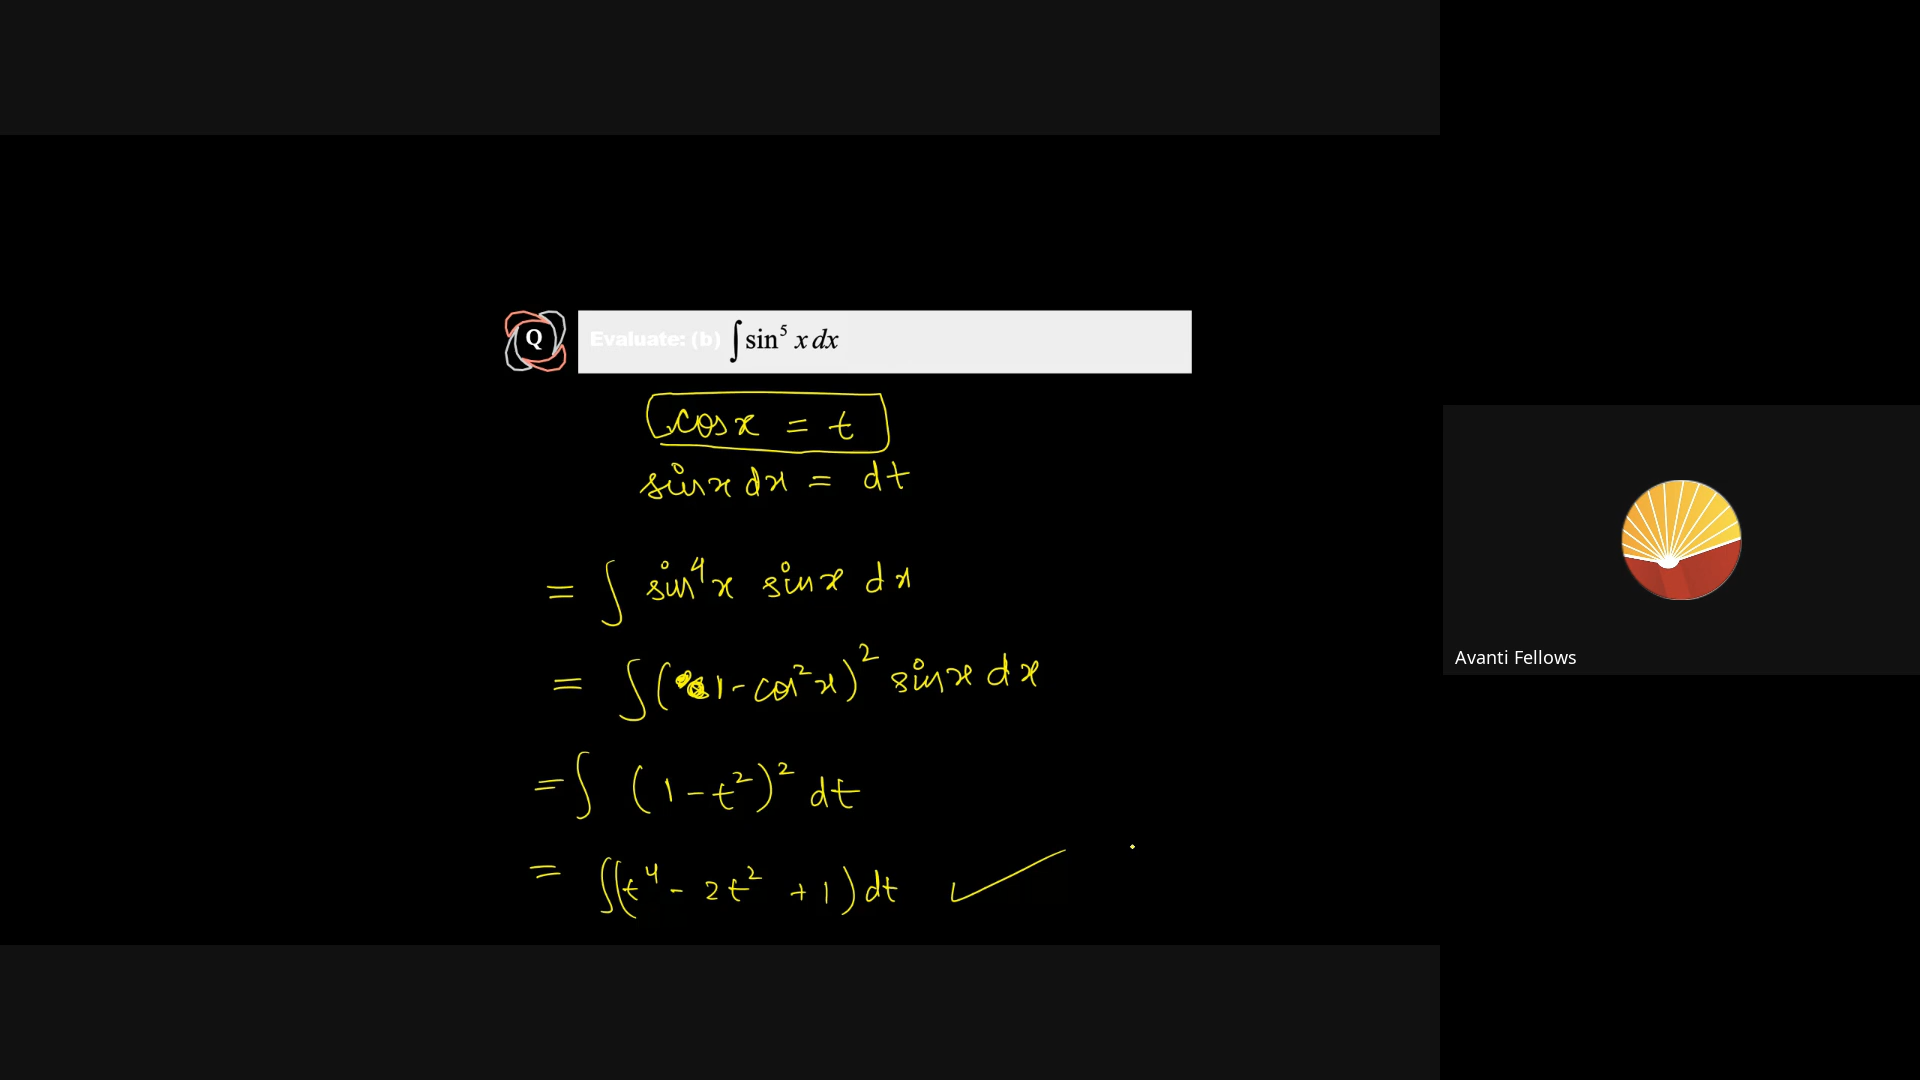 Q
Evaluate: (b) ∫ sin⁵ x dx
cos x = t
sin x dx = dt
= ∫ sin⁴x sin x dx
= ∫ (1 - cos²x)² sin x dx
= ∫ (1 - t²)² dt
= ∫(t⁴ - 2t² + 1) dt
Avanti Fellows